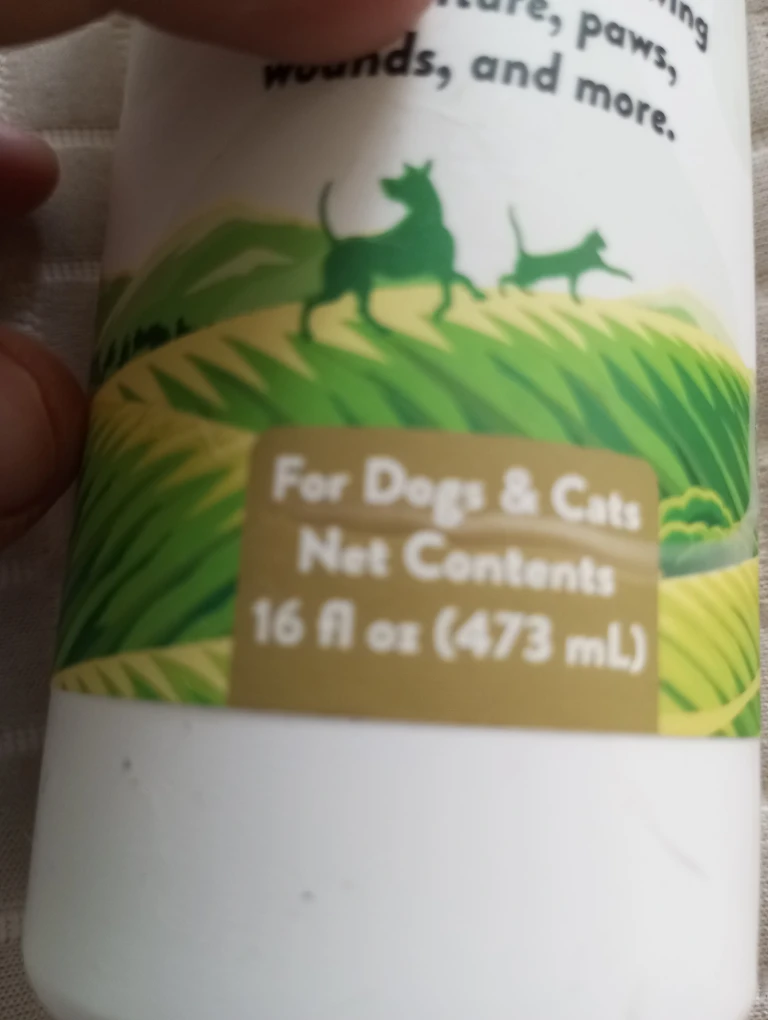 paws,
wounds, and more.
For Dogs & Cats
Net Contents
16 fl oz (473 mL)